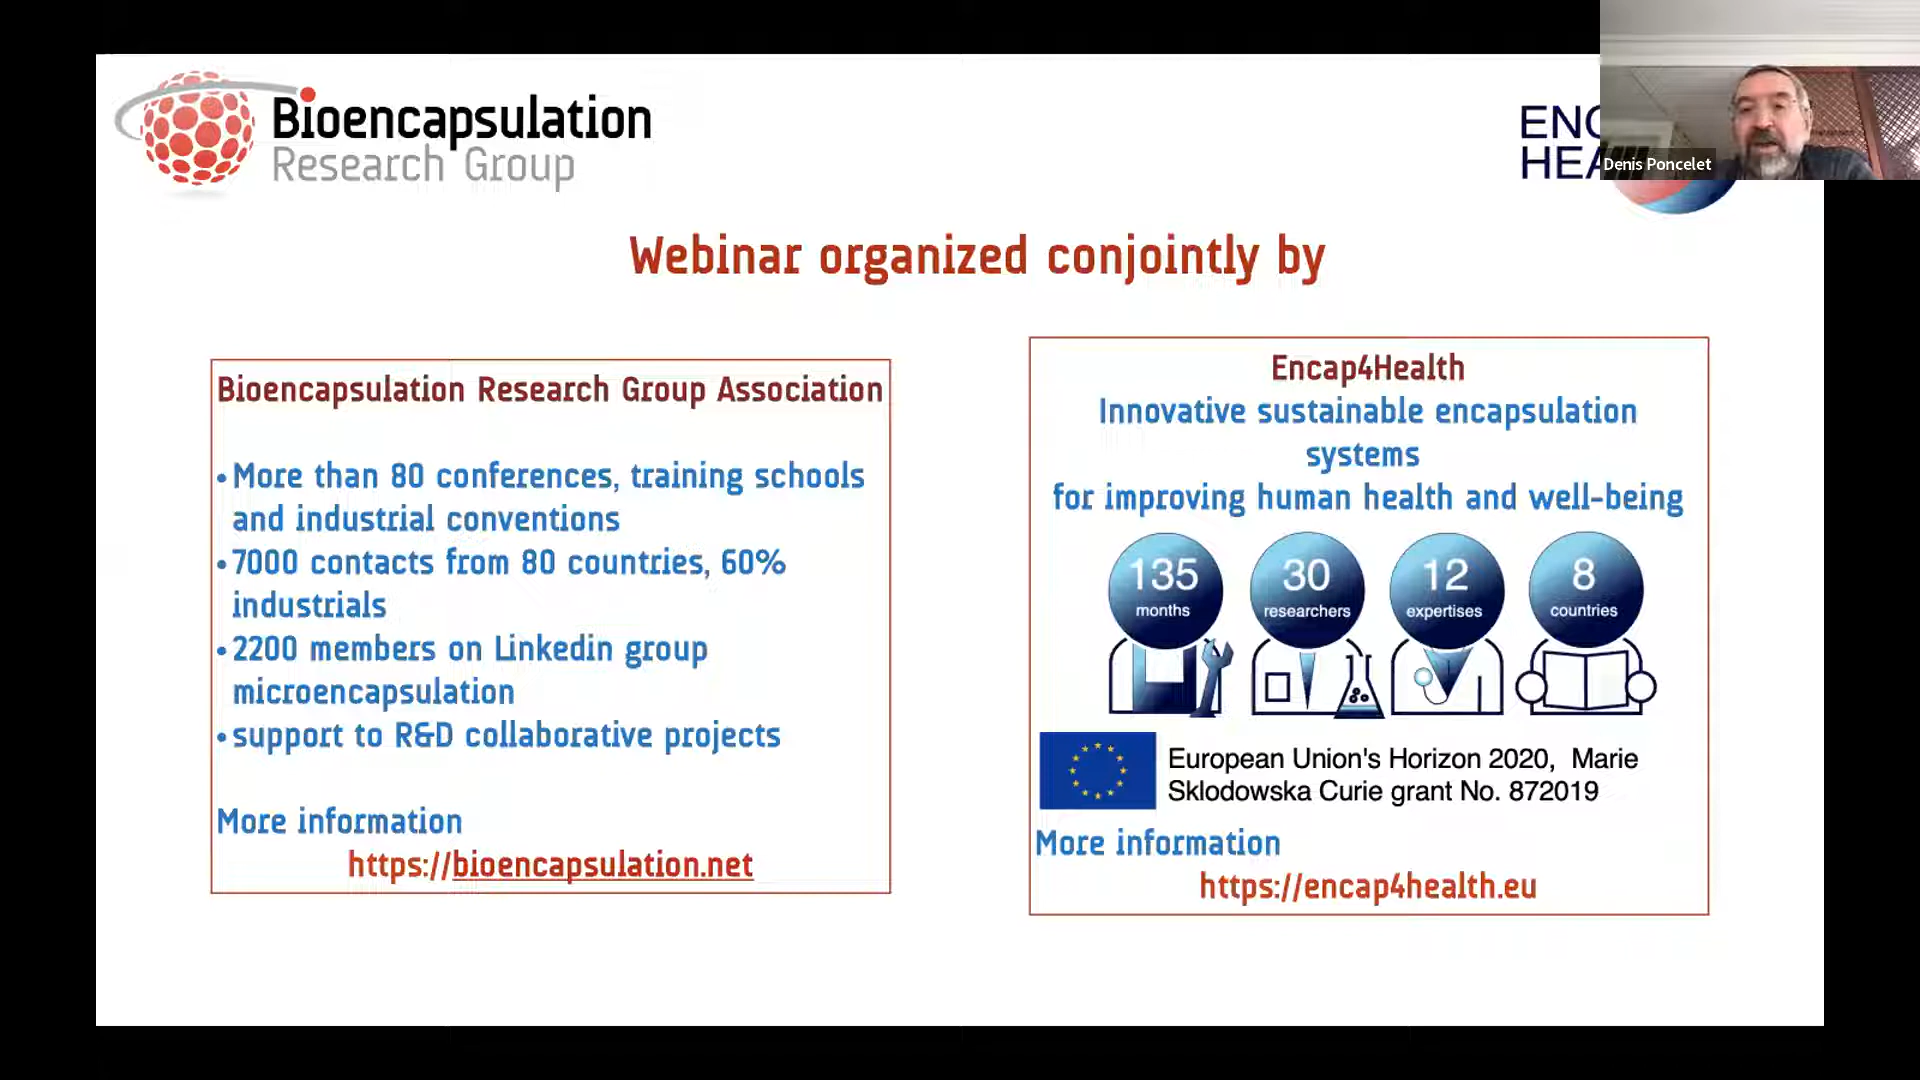 Bioencapsulation
Research Group
ENC
HEA
Denis Poncelet
Webinar organized conjointly by
Bioencapsulation Research Group Association
•More than 80 conferences, training schools
and industrial conventions
•7000 contacts from 80 countries, 60%
industrials
•2200 members on Linkedin group
microencapsulation
•support to R&D collaborative projects
More information
https://bioencapsulation.net
Encap4Health
Innovative sustainable encapsulation
systems
for improving human health and well-being
135
months
30
researchers
12
expertises
8
countries
European Union's Horizon 2020, Marie
Sklodowska Curie grant No. 872019
More information
https://encap4health.eu